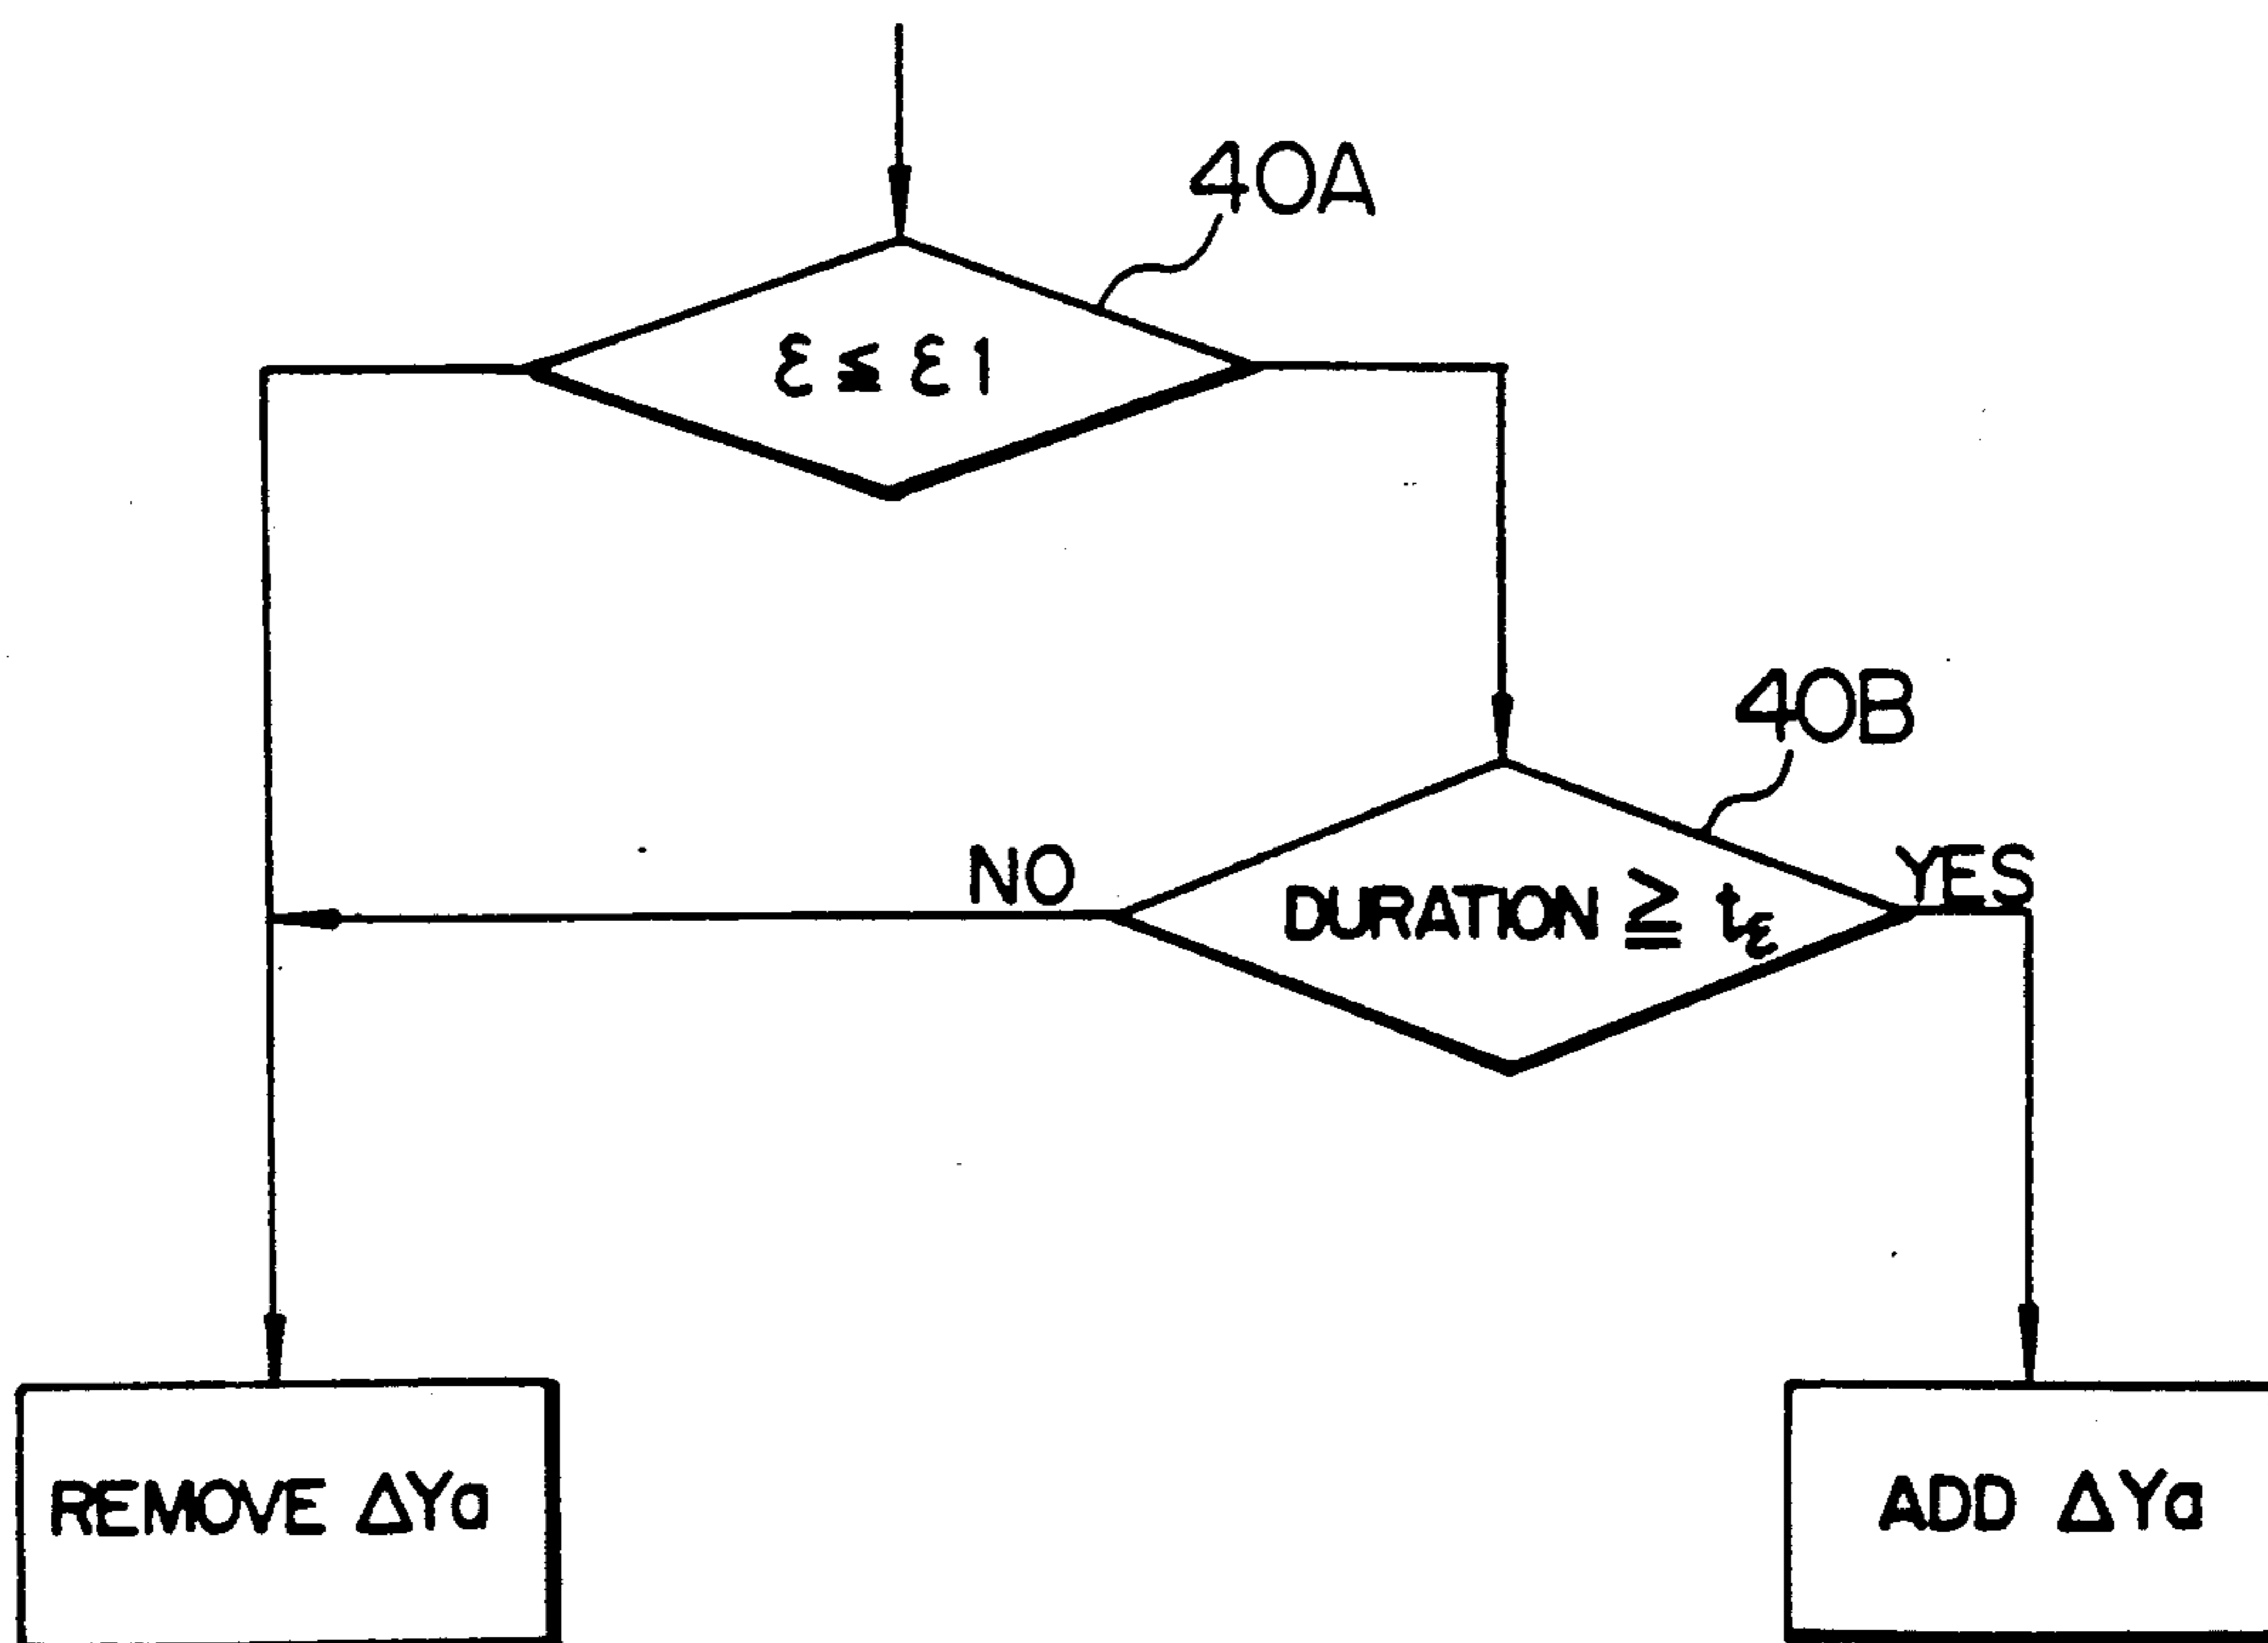 40A
ε ≦ ε1
40B
NO
YES
DURATION ≧ tε
REMOVE ΔYa
ADD ΔYa